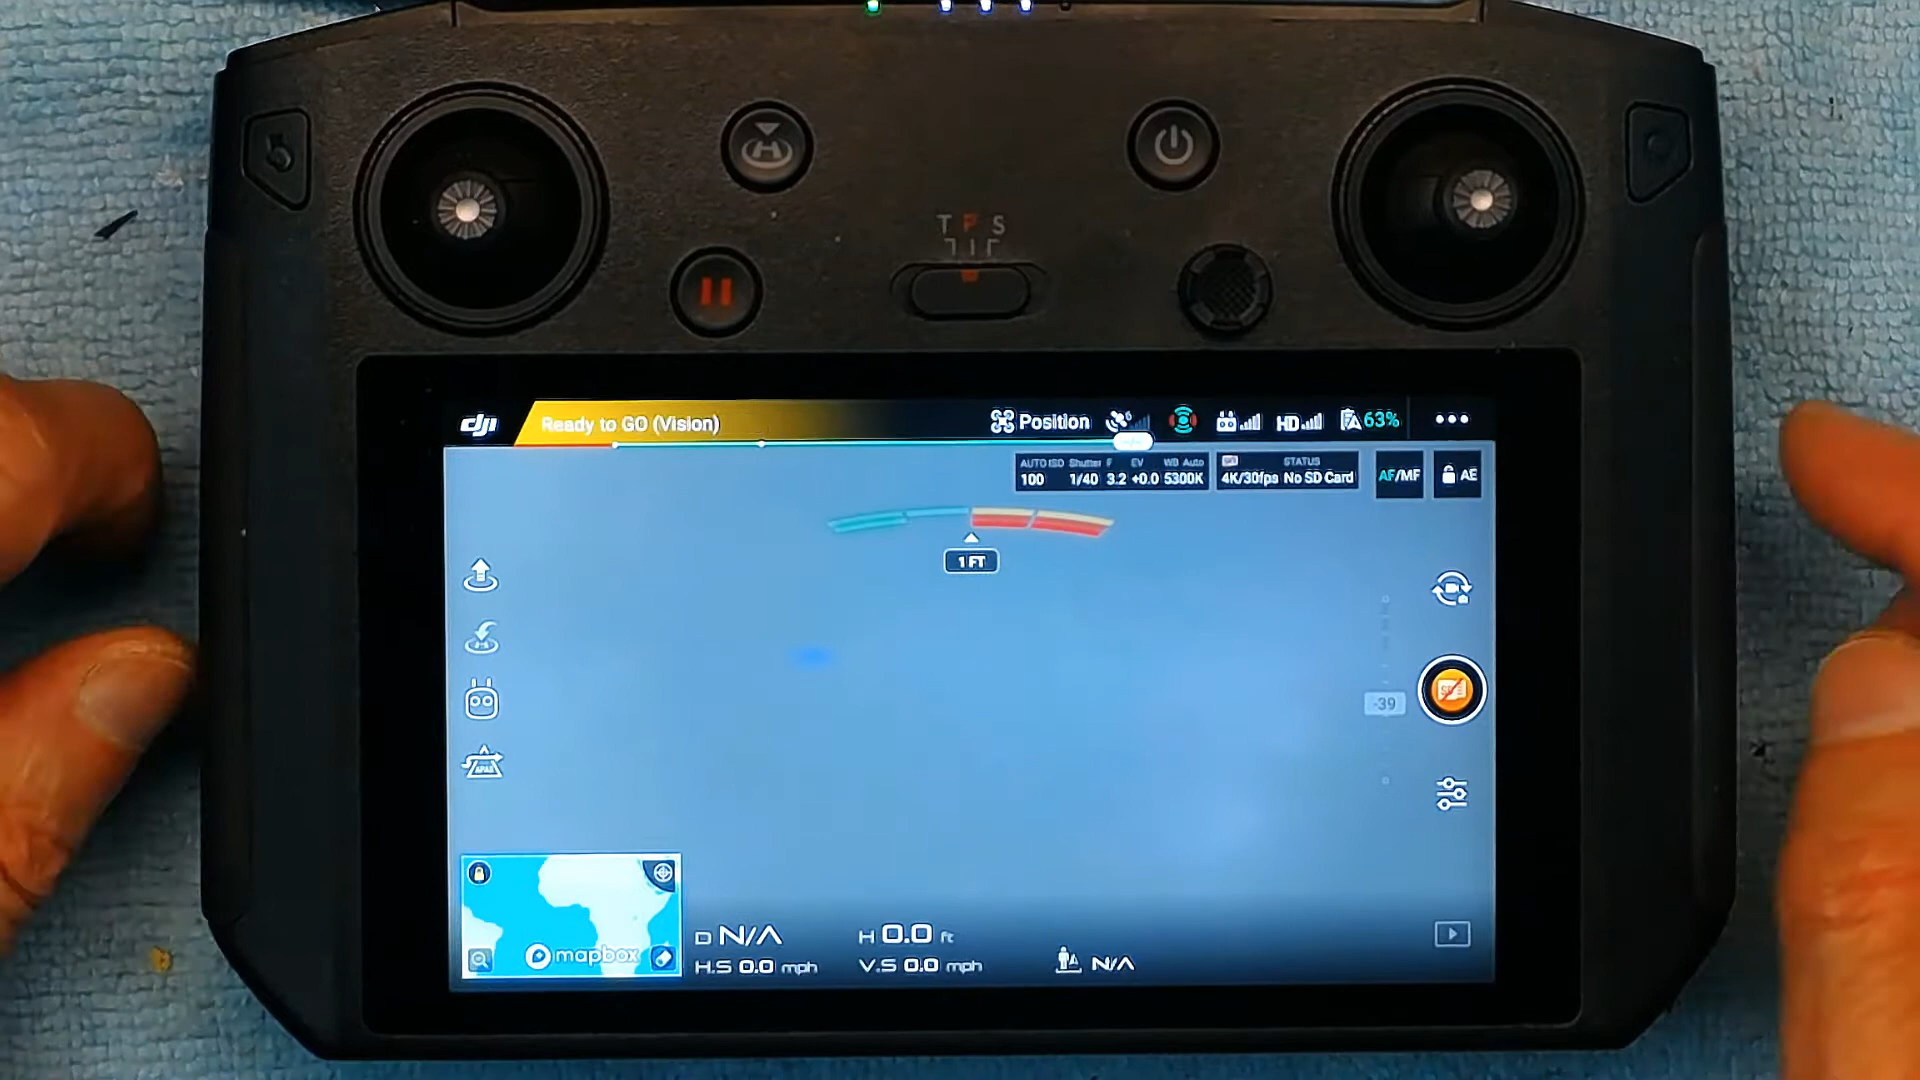 T P S
dji
Ready to GO (Vision)
Position
6
HD
63%
AUTO ISO Shutter F EV WB Auto
100 1/40 3.2 +0.0 5300K
STATUS
4K/30fps No SD Card
AF/MF
AE
1 FT
-39
APAS
mapbox
D N/A
H 0.0 ft
H.S 0.0 mph
V.S 0.0 mph
N/A